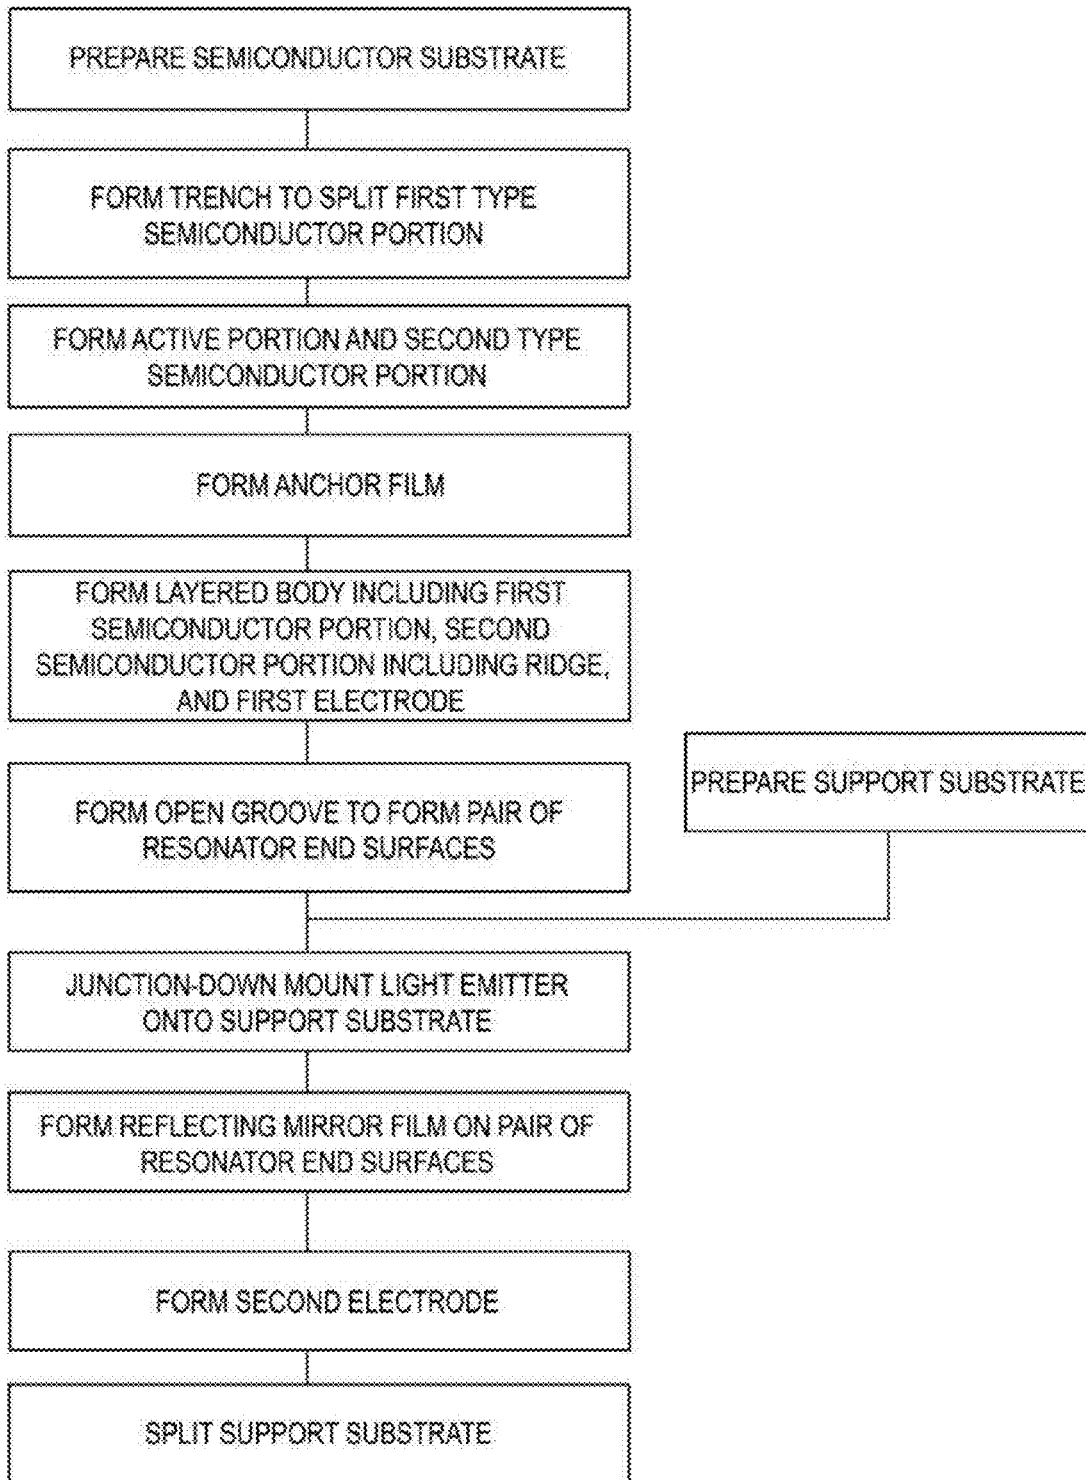 PREPARE SEMICONDUCTOR SUBSTRATE
FORM TRENCH TO SPLIT FIRST TYPE
SEMICONDUCTOR PORTION
FORM ACTIVE PORTION AND SECOND TYPE
SEMICONDUCTOR PORTION
FORM ANCHOR FILM
FORM LAYERED BODY INCLUDING FIRST
SEMICONDUCTOR PORTION, SECOND
SEMICONDUCTOR PORTION INCLUDING RIDGE,
AND FIRST ELECTRODE
FORM OPEN GROOVE TO FORM PAIR OF
RESONATOR END SURFACES
PREPARE SUPPORT SUBSTRATE
JUNCTION-DOWN MOUNT LIGHT EMITTER
ONTO SUPPORT SUBSTRATE
FORM REFLECTING MIRROR FILM ON PAIR OF
RESONATOR END SURFACES
FORM SECOND ELECTRODE
SPLIT SUPPORT SUBSTRATE